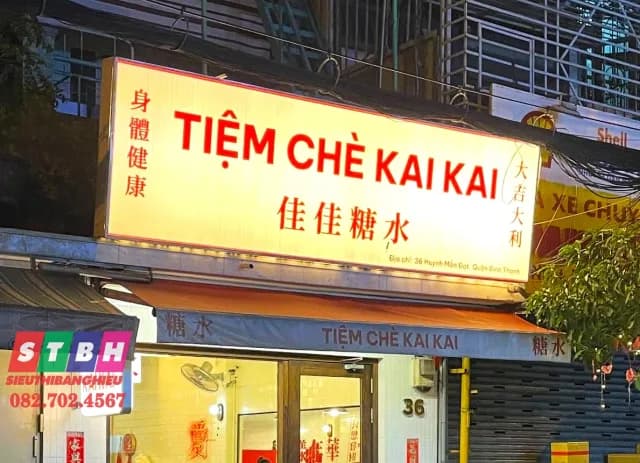 身體健康
TIỆM CHÈ KAI KAI
佳佳糖水
大吉大利
Địa chỉ: 36 Huỳnh Mẫn Đạt, Quận Bình Thạnh
Shell
A XE CHUY
糖水
TIỆM CHÈ KAI KAI
糖水
STBH
SIEUTHIBANGHIEU
082.702.4567
36